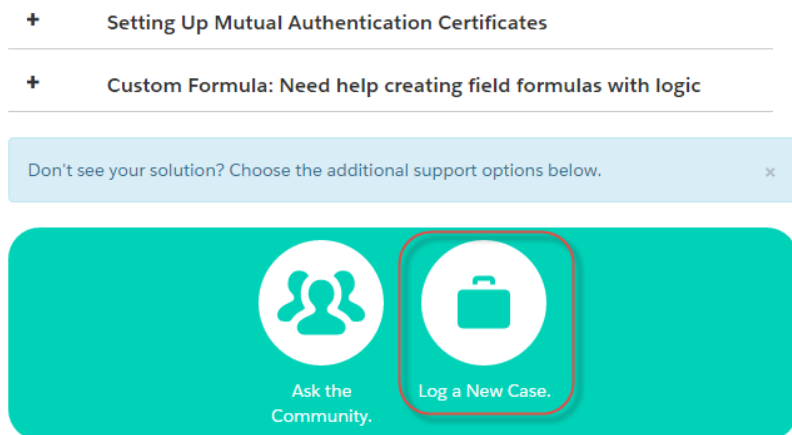 + Setting Up Mutual Authentication Certificates
+ Custom Formula: Need help creating field formulas with logic
Don't see your solution? Choose the additional support options below. ×
Ask the Community.
Log a New Case.